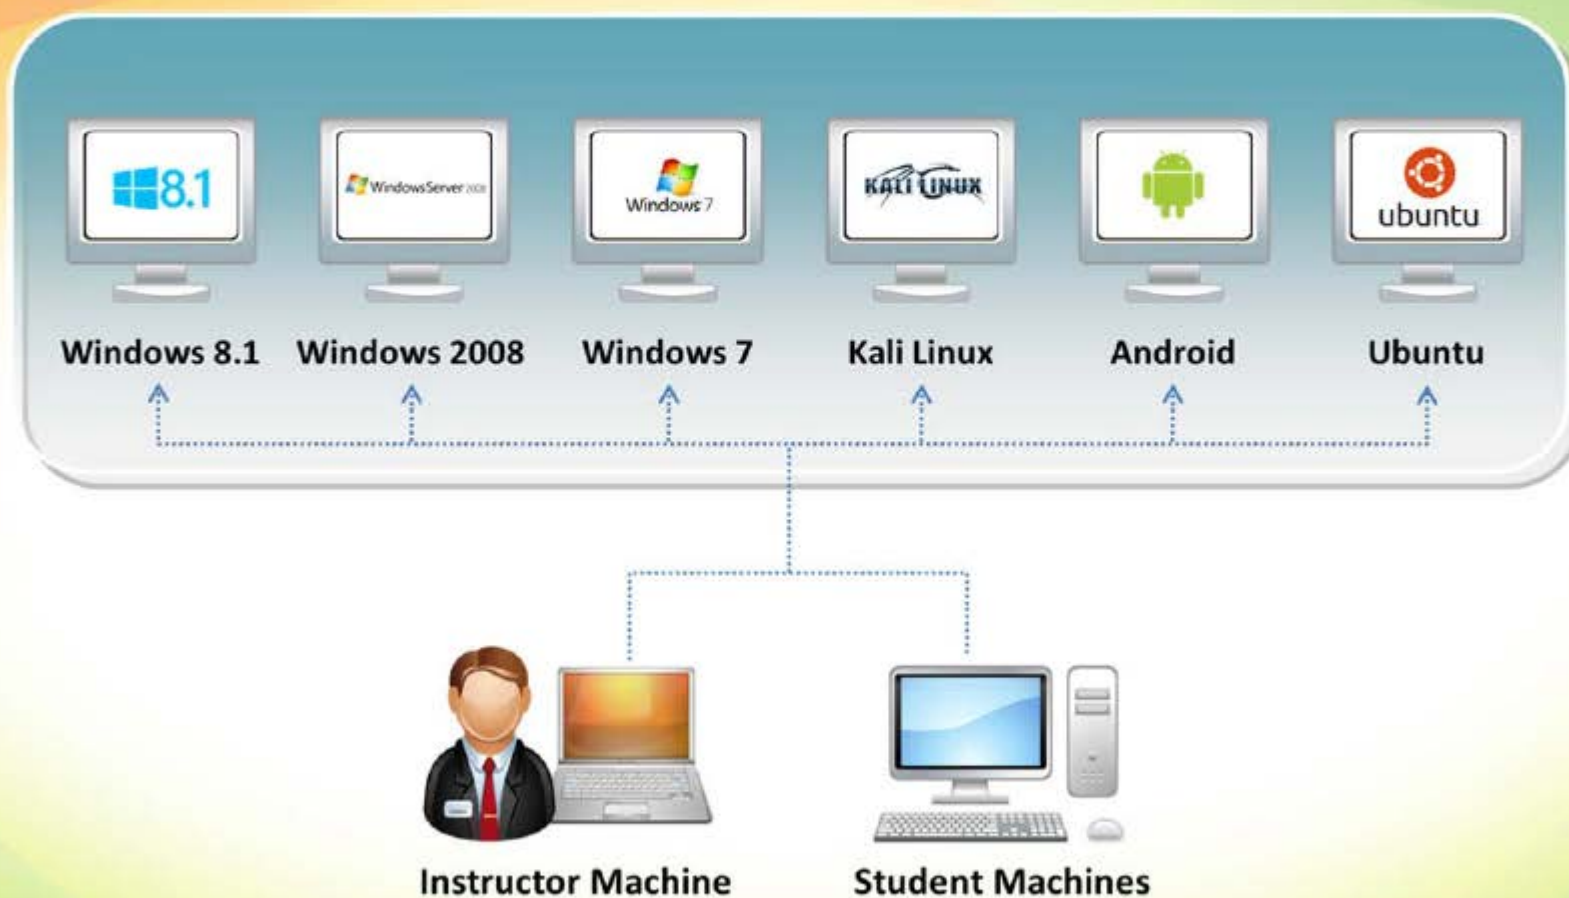 8.1
Windows Server 2008
Windows 7
KALI LINUX
ubuntu
Windows 8.1
Windows 2008
Windows 7
Kali Linux
Android
Ubuntu
Instructor Machine
Student Machines